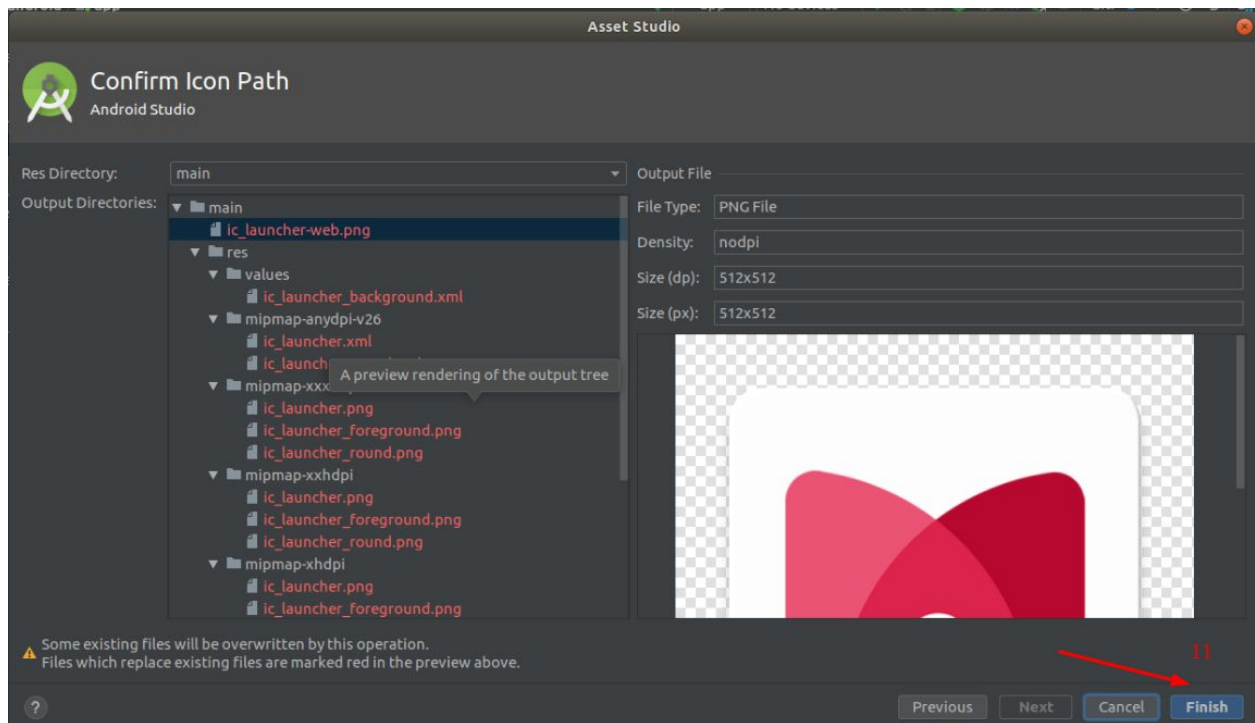 Asset Studio
Confirm Icon Path
Android Studio
Res Directory:
main
Output Directories:
main
ic_launcher-web.png
res
values
ic_launcher_background.xml
mipmap-anydpi-v26
ic_launcher.xml
mipmap-xxhdpi
ic_launcher.png
ic_launcher_foreground.png
ic_launcher_round.png
A preview rendering of the output tree
ic_launcher.png
ic_launcher_foreground.png
ic_launcher_round.png
mipmap-xhdpi
ic_launcher.png
ic_launcher_foreground.png
Output File
File Type: PNG File
Density: nodpi
Size (dp): 512x512
Size (px): 512x512
Some existing files will be overwritten by this operation.
Files which replace existing files are marked red in the preview above.
11
?
Previous
Next
Cancel
Finish